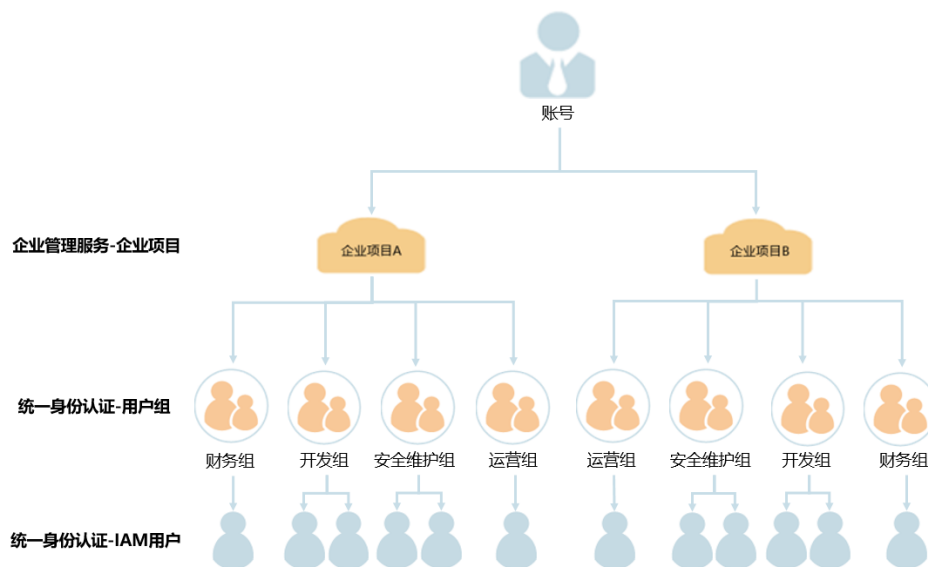 账号
企业管理服务-企业项目
企业项目A
企业项目B
统一身份认证-用户组
财务组
开发组
安全维护组
运营组
运营组
安全维护组
开发组
财务组
统一身份认证-IAM用户